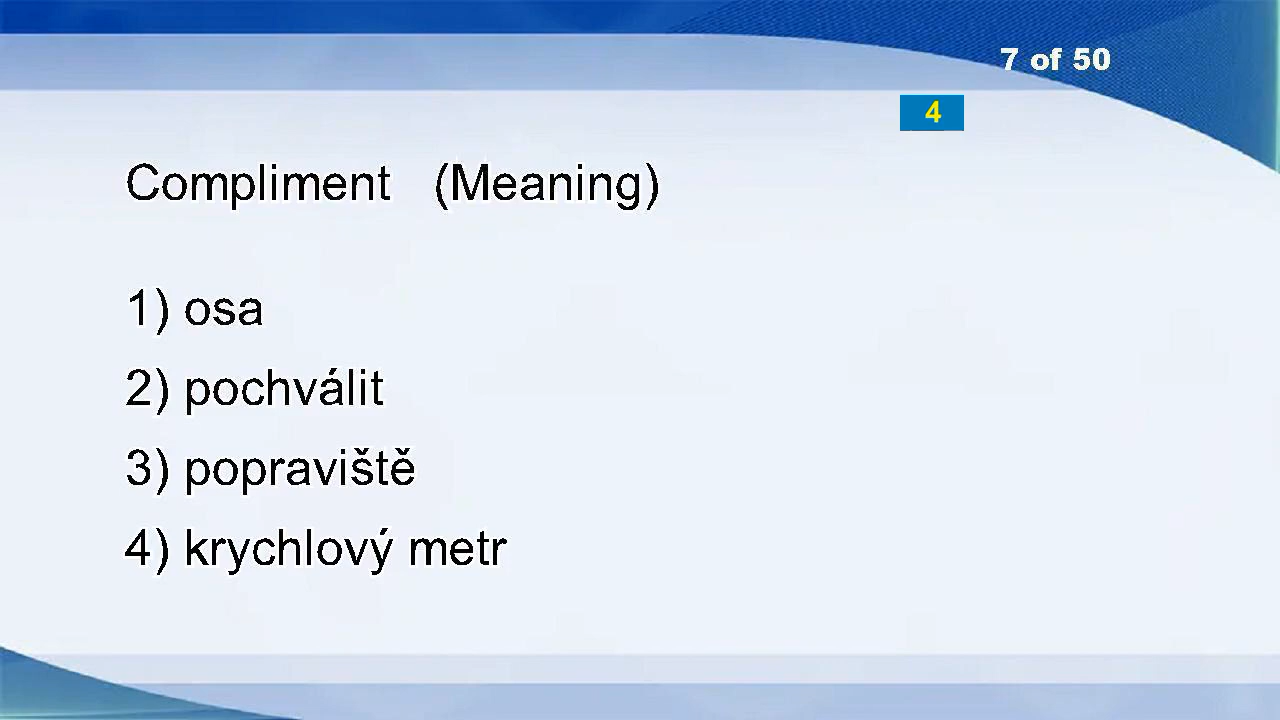 7 of 50
4
Compliment (Meaning)
1) osa
2) pochválit
3) popraviště
4) krychlový metr